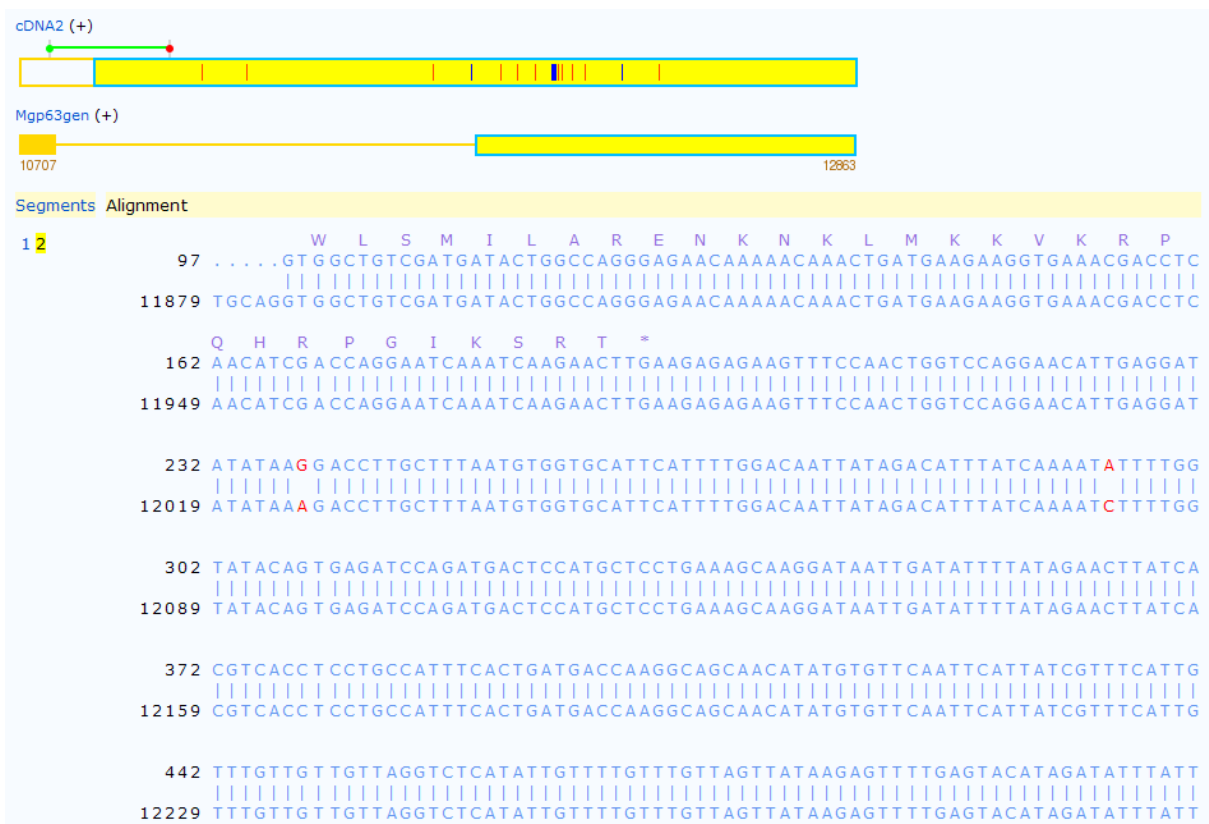 cDNA2 (+)
Mgp63gen (+)
10707 12863
Segments Alignment
1 2
W L S M I L A R E N K N K L M K K V K R P
97 .....GTGGCTGTCGATGATACTGGCCAGGGAGAACAAAAACAAACTGATGAAGAAGGTGAAACGACCTC
11879 TGCAGGTGGCTGTCGATGATACTGGCCAGGGAGAACAAAAACAAACTGATGAAGAAGGTGAAACGACCTC
Q H R P G I K S R T *
162 AACATCGACCAGGAATCAAATCAAGAACTTGAAGAGAGAAGTTTCCAACTGGTCCAGGAACATTGAGGAT
11949 AACATCGACCAGGAATCAAATCAAGAACTTGAAGAGAGAAGTTTCCAACTGGTCCAGGAACATTGAGGAT
232 ATATAAGGACCTTGCTTTAATGTGGTGCATTCATTTTGGACAATTATAGACATTTATCAAAATATTTTGG
12019 ATATAAAGACCTTGCTTTAATGTGGTGCATTCATTTTGGACAATTATAGACATTTATCAAAATCTTTTGG
302 TATACAGTGAGATCCAGATGACTCCATGCTCCTGAAAGCAAGGATAATTGATATTTTATAGAACTTATCA
12089 TATACAGTGAGATCCAGATGACTCCATGCTCCTGAAAGCAAGGATAATTGATATTTTATAGAACTTATCA
372 CGTCACCTCCTGCCATTTCACTGATGACCAAGGCAGCAACATATGTGTTCAATTCATTATCGTTTCATTG
12159 CGTCACCTCCTGCCATTTCACTGATGACCAAGGCAGCAACATATGTGTTCAATTCATTATCGTTTCATTG
442 TTTGTTGTTGTTAGGTCTCATATTGTTTTGTTTGTTAGTTATAAGAGTTTTGAGTACATAGATATTTATT
12229 TTTGTTGTTGTTAGGTCTCATATTGTTTTGTTTGTTAGTTATAAGAGTTTTGAGTACATAGATATTTATT